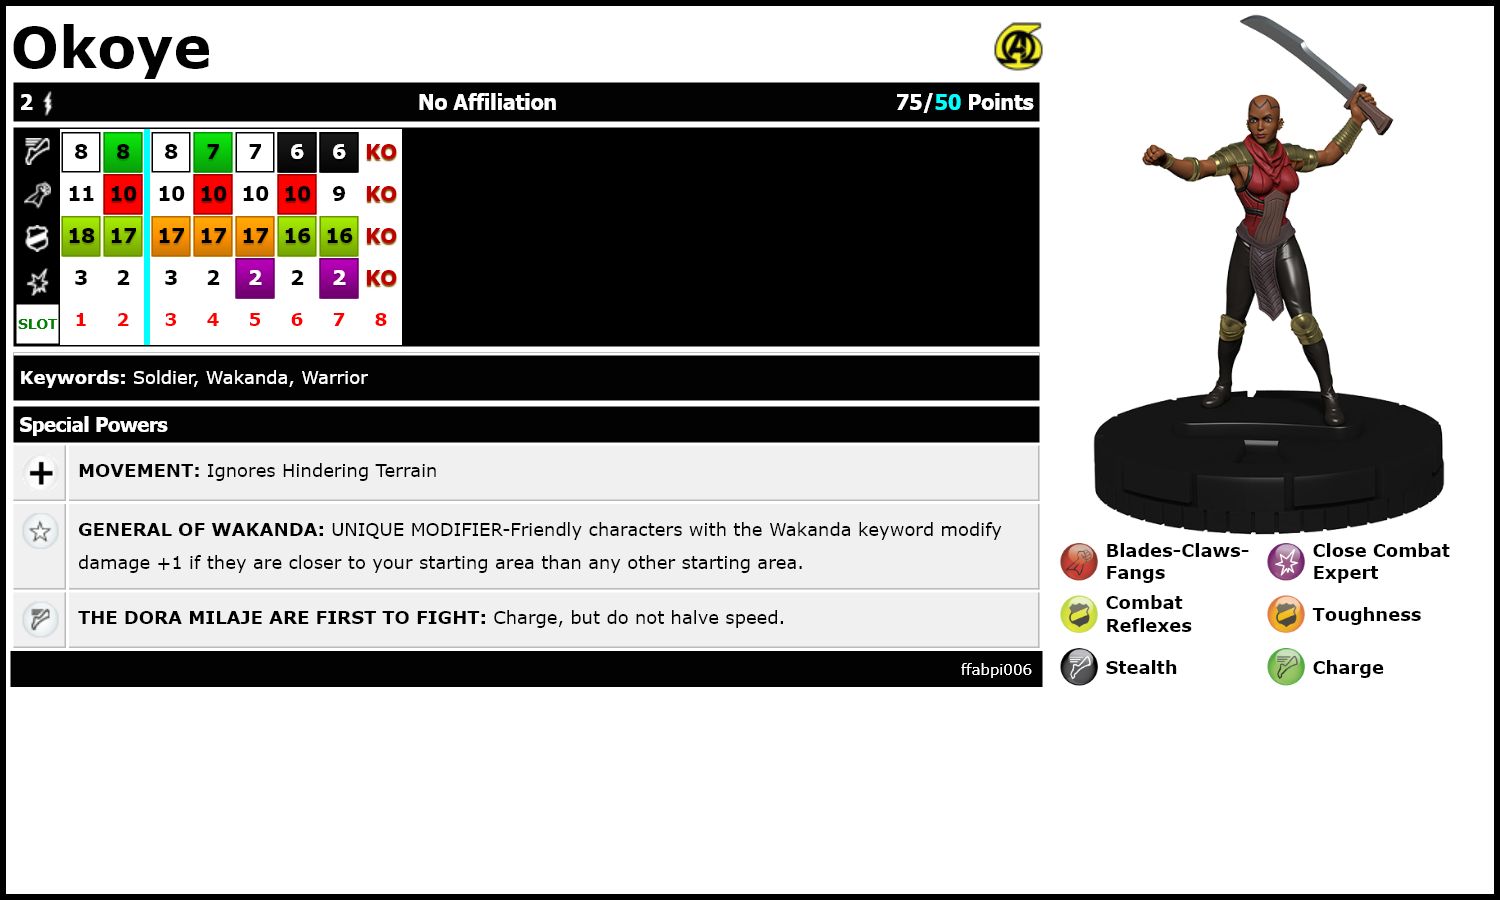 Okoye
2 No Affiliation 75/50 Points
8 8 8 7 7 6 6 KO
11 10 10 10 10 10 9 KO
18 17 17 17 17 16 16 KO
3 2 3 2 2 2 2 KO
SLOT 1 2 3 4 5 6 7 8
Keywords: Soldier, Wakanda, Warrior
Special Powers
MOVEMENT: Ignores Hindering Terrain
GENERAL OF WAKANDA: UNIQUE MODIFIER-Friendly characters with the Wakanda keyword modify
damage +1 if they are closer to your starting area than any other starting area.
THE DORA MILAJE ARE FIRST TO FIGHT: Charge, but do not halve speed.
ffabpi006
Blades-Claws-
Fangs
Close Combat
Expert
Combat
Reflexes
Toughness
Stealth
Charge